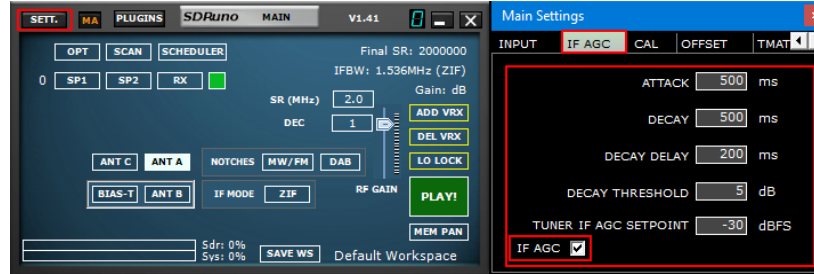 SETT. MA PLUGINS SDRuno MAIN V1.41
OPT SCAN SCHEDULER Final SR: 2000000
IFBW: 1.536MHz (ZIF)
0 SP1 SP2 RX Gain: dB
SR (MHz) 2.0 ADD VRX
DEC 1 DEL VRX
ANT C ANT A NOTCHES MW/FM DAB LO LOCK
BIAS-T ANT B IF MODE ZIF RF GAIN PLAY!
MEM PAN
Sdr: 0%
Sys: 0% SAVE WS Default Workspace
Main Settings
INPUT IF AGC CAL OFFSET TMAT
ATTACK 500 ms
DECAY 500 ms
DECAY DELAY 200 ms
DECAY THRESHOLD 5 dB
TUNER IF AGC SETPOINT -30 dBFS
IF AGC